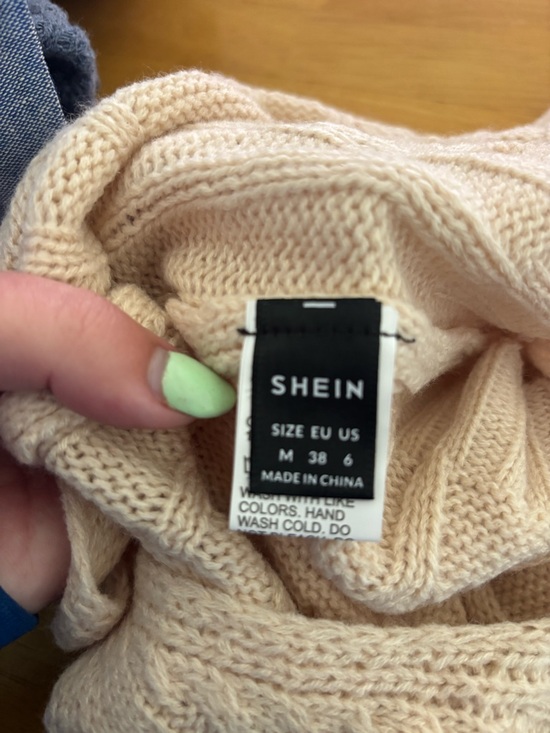 SHEIN
SIZE EU US
M 38 6
MADE IN CHINA
WASH WITH LIKE
COLORS. HAND
WASH COLD. DO